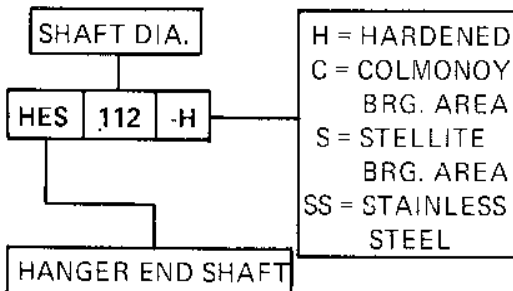 SHAFT DIA.
HES 112 -H
HANGER END SHAFT
H = HARDENED
C = COLMONOY
BRG. AREA
S = STELLITE
BRG. AREA
SS = STAINLESS
STEEL